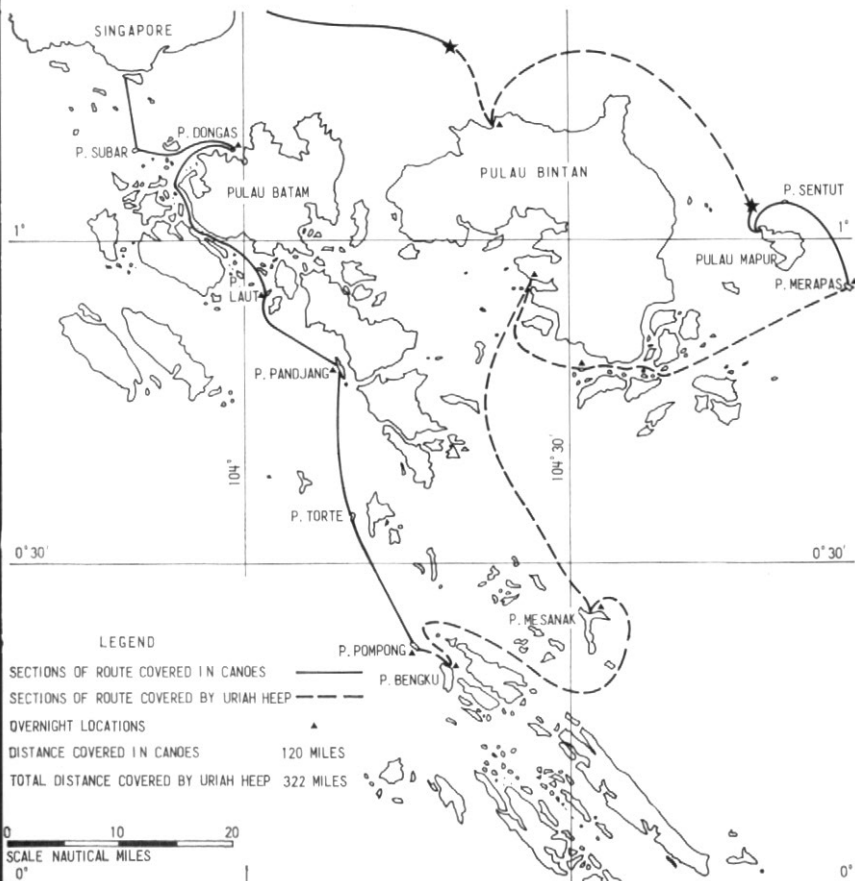 SINGAPORE
P. DONGAS
P. SUBAR
PULAU BATAM
PULAU BINTAN
P. SENTUT
1°
1°
PULAU MAPUR
P. MERAPAS
P.
LAUT
P. PANDJANG
104°
104° 30'
P. TORTE
0° 30'
0° 30'
P. MESANAK
P. POMPONG
P. BENGKU
LEGEND
SECTIONS OF ROUTE COVERED IN CANOES
SECTIONS OF ROUTE COVERED BY URIAH HEEP
OVERNIGHT LOCATIONS
DISTANCE COVERED IN CANOES 120 MILES
TOTAL DISTANCE COVERED BY URIAH HEEP 322 MILES
0 10 20
SCALE NAUTICAL MILES
0° 0°